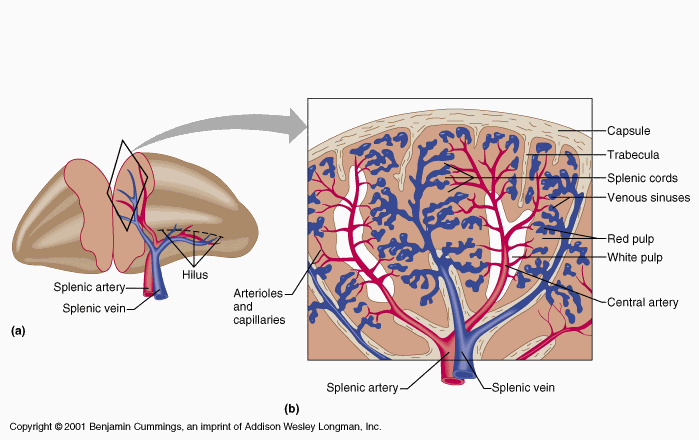 Capsule
Trabecula
Splenic cords
Venous sinuses
Red pulp
White pulp
Hilus
Splenic artery
Splenic vein
Arterioles
and
capillaries
Central artery
(a)
Splenic artery
Splenic vein
(b)
Copyright © 2001 Benjamin Cummings, an imprint of Addison Wesley Longman, Inc.